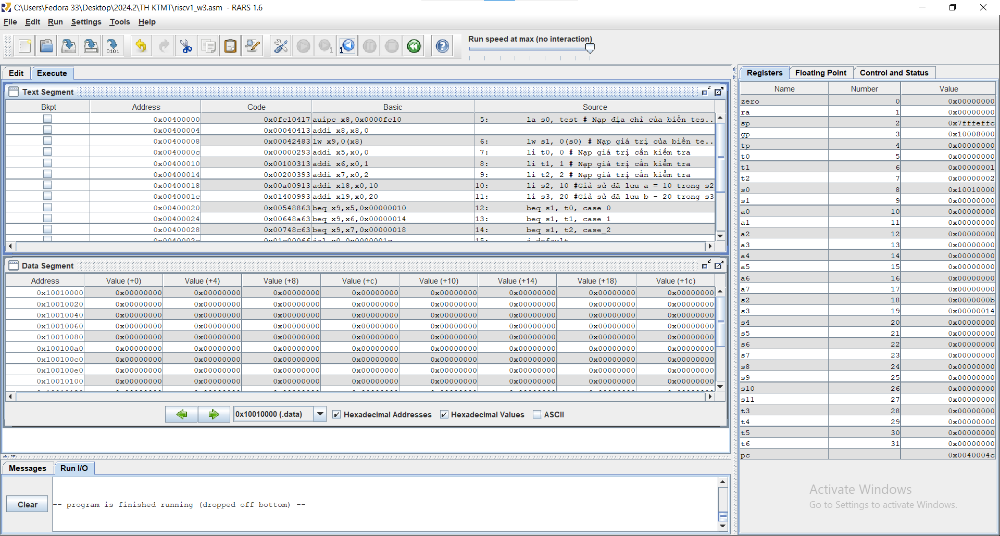 C:\Users\Fedora 33\Desktop\2024.2\TH KTMT\riscv1_w3.asm - RARS 1.6
File Edit Run Settings Tools Help
Run speed at max (no interaction)
Edit Execute
Text Segment
Bkpt Address Code Basic Source
0x00400000 0x0fc10417 auipc x8,0x0000fc10 5: la s0, test # Nạp địa chỉ của biến tes..
0x00400004 0x00040413 addi x8,x8,0
0x00400008 0x00042483 lw x9,0(x8) 6: lw s1, 0(s0) # Nạp giá trị của biến te..
0x0040000c 0x00000293 addi x5,x0,0 7: li t0, 0 # Nạp giá trị cần kiểm tra
0x00400010 0x00100313 addi x6,x0,1 8: li t1, 1 # Nạp giá trị cần kiểm tra
0x00400014 0x00200393 addi x7,x0,2 9: li t2, 2 # Nạp giá trị cần kiểm tra
0x00400018 0x00a00913 addi x18,x0,10 10: li s2, 10 #Giả sử đã lưu a = 10 trong s2
0x0040001c 0x01400993 addi x19,x0,20 11: li s3, 20 #Giả sử đã lưu b - 20 trong s3
0x00400020 0x00548863 beq x9,x5,0x00000010 12: beq s1, t0, case_0
0x00400024 0x00648a63 beq x9,x6,0x00000014 13: beq s1, t1, case_1
0x00400028 0x00748c63 beq x9,x7,0x00000018 14: beq s1, t2, case_2
0x0040002c 0x01c0006f jal x0,0x0000001c 15: j default
Data Segment
Address Value (+0) Value (+4) Value (+8) Value (+c) Value (+10) Value (+14) Value (+18) Value (+1c)
0x10010000 0x00000000 0x00000000 0x00000000 0x00000000 0x00000000 0x00000000 0x00000000 0x00000000
0x10010020 0x00000000 0x00000000 0x00000000 0x00000000 0x00000000 0x00000000 0x00000000 0x00000000
0x10010040 0x00000000 0x00000000 0x00000000 0x00000000 0x00000000 0x00000000 0x00000000 0x00000000
0x10010060 0x00000000 0x00000000 0x00000000 0x00000000 0x00000000 0x00000000 0x00000000 0x00000000
0x10010080 0x00000000 0x00000000 0x00000000 0x00000000 0x00000000 0x00000000 0x00000000 0x00000000
0x100100a0 0x00000000 0x00000000 0x00000000 0x00000000 0x00000000 0x00000000 0x00000000 0x00000000
0x100100c0 0x00000000 0x00000000 0x00000000 0x00000000 0x00000000 0x00000000 0x00000000 0x00000000
0x100100e0 0x00000000 0x00000000 0x00000000 0x00000000 0x00000000 0x00000000 0x00000000 0x00000000
0x10010100 0x00000000 0x00000000 0x00000000 0x00000000 0x00000000 0x00000000 0x00000000 0x00000000
0x10010000 (.data) Hexadecimal Addresses Hexadecimal Values ASCII
Messages Run I/O
Clear
-- program is finished running (dropped off bottom) --
Registers Floating Point Control and Status
Name Number Value
zero 0 0x00000000
ra 1 0x00000000
sp 2 0x7fffeffc
gp 3 0x10008000
tp 4 0x00000000
t0 5 0x00000000
t1 6 0x00000001
t2 7 0x00000002
s0 8 0x10010000
s1 9 0x00000000
a0 10 0x00000000
a1 11 0x00000000
a2 12 0x00000000
a3 13 0x00000000
a4 14 0x00000000
a5 15 0x00000000
a6 16 0x00000000
a7 17 0x00000000
s2 18 0x0000000b
s3 19 0x00000014
s4 20 0x00000000
s5 21 0x00000000
s6 22 0x00000000
s7 23 0x00000000
s8 24 0x00000000
s9 25 0x00000000
s10 26 0x00000000
s11 27 0x00000000
t3 28 0x00000000
t4 29 0x00000000
t5 30 0x00000000
t6 31 0x00000000
pc 0x0040004c
Activate Windows
Go to Settings to activate Windows.